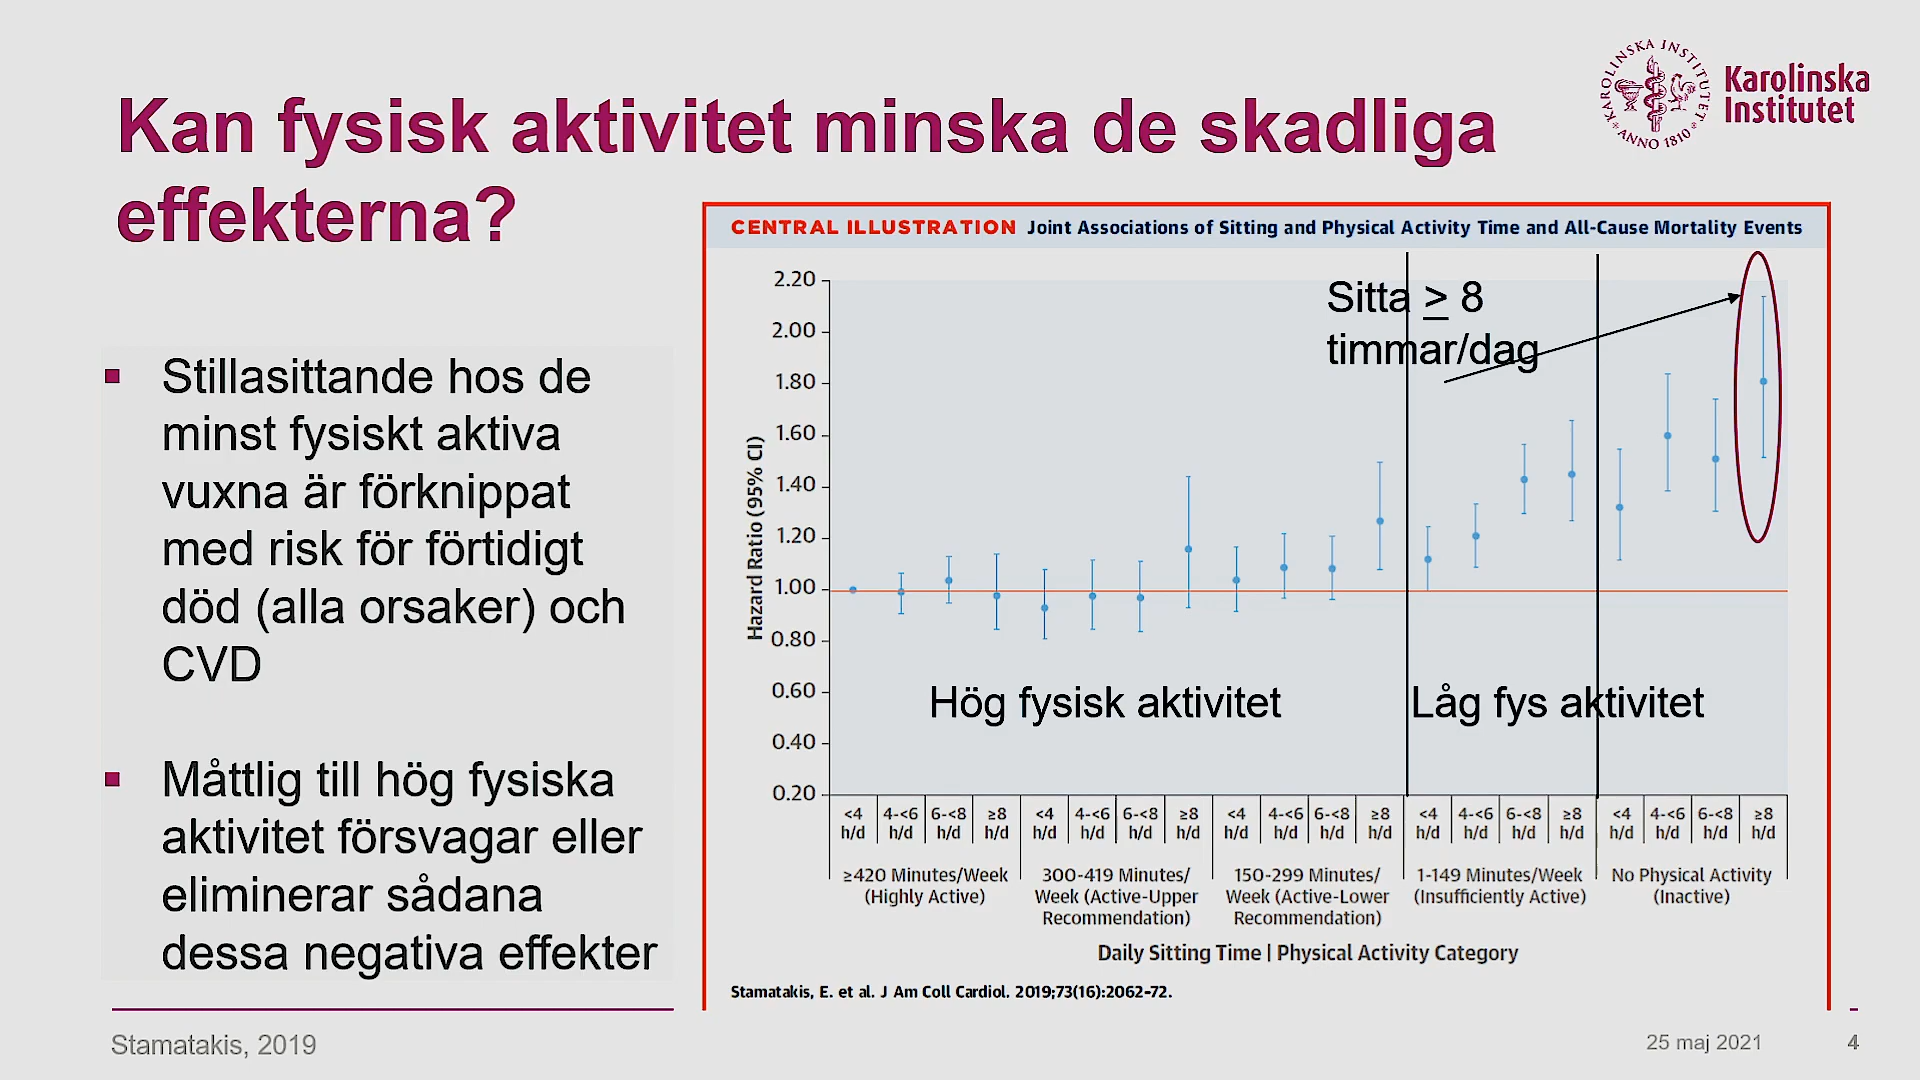 KAROLINSKA INSTITUTET
ANNO 1810
Karolinska
Institutet
Kan fysisk aktivitet minska de skadliga
effekterna?
Stillasittande hos de
minst fysiskt aktiva
vuxna är förknippat
med risk för förtidigt
död (alla orsaker) och
CVD
Måttlig till hög fysiska
aktivitet försvagar eller
eliminerar sådana
dessa negativa effekter
CENTRAL ILLUSTRATION Joint Associations of Sitting and Physical Activity Time and All-Cause Mortality Events
Sitta ≥ 8
timmar/dag
Hazard Ratio (95% CI)
2.20
2.00
1.80
1.60
1.40
1.20
1.00
0.80
0.60
0.40
0.20
Hög fysisk aktivitet
Låg fys aktivitet
<4 4-<6 6-<8 ≥8 <4 4-<6 6-<8 ≥8 <4 4-<6 6-<8 ≥8 <4 4-<6 6-<8 ≥8 <4 4-<6 6-<8 ≥8
h/d h/d h/d h/d h/d h/d h/d h/d h/d h/d h/d h/d h/d h/d h/d h/d h/d h/d h/d h/d
≥420 Minutes/Week
(Highly Active)
300-419 Minutes/
Week (Active-Upper
Recommendation)
150-299 Minutes/
Week (Active-Lower
Recommendation)
1-149 Minutes/Week
(Insufficiently Active)
No Physical Activity
(Inactive)
Daily Sitting Time | Physical Activity Category
Stamatakis, E. et al. J Am Coll Cardiol. 2019;73(16):2062-72.
Stamatakis, 2019
25 maj 2021
4